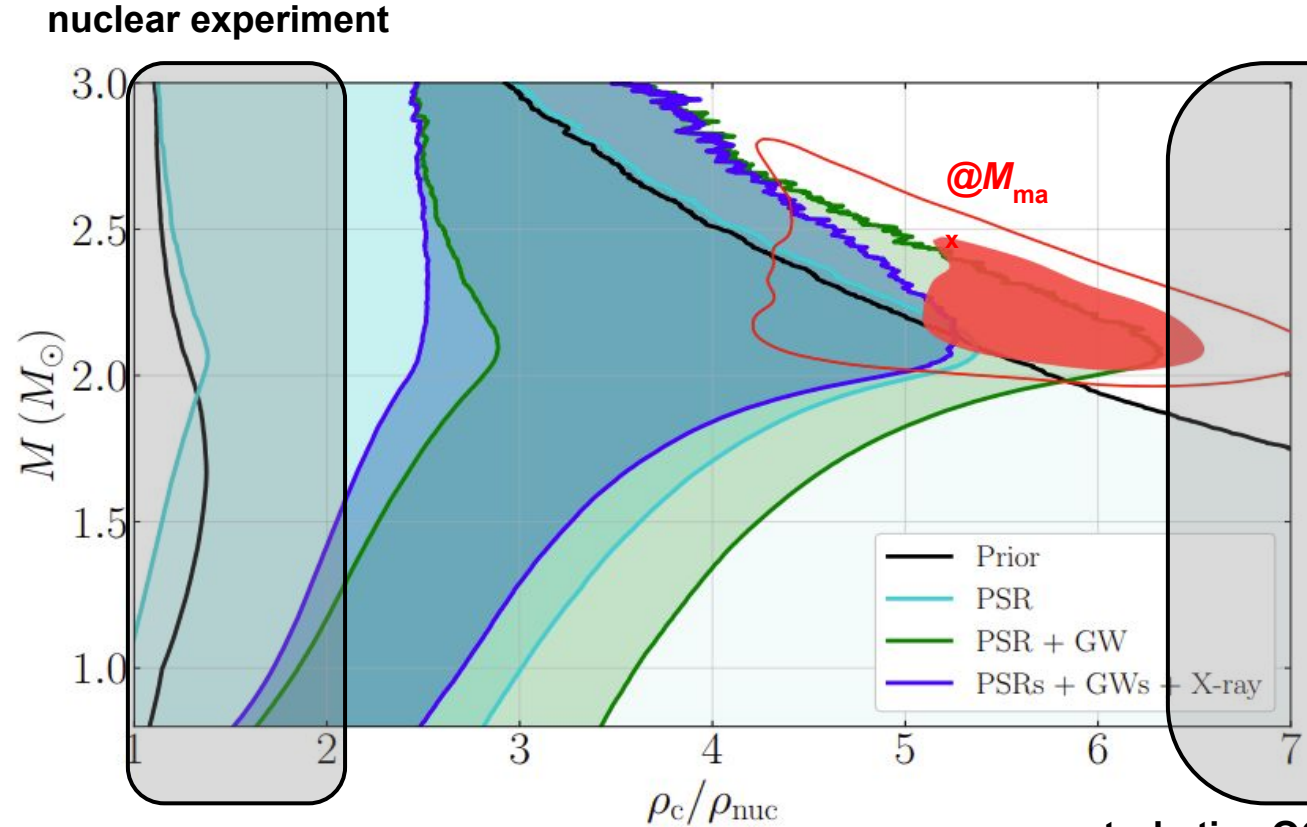 nuclear experiment
@M_ma
x
3.0
2.5
2.0
1.5
1.0
M (M⊙)
Prior
PSR
PSR + GW
PSRs + GWs + X-ray
1 2 3 4 5 6 7
ρc/ρnuc